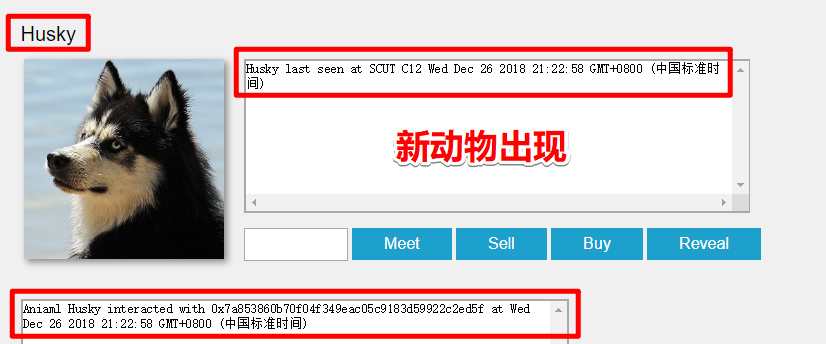 Husky
Husky last seen at SCUT C12 Wed Dec 26 2018 21:22:58 GMT+0800 (中国标准时
间)
新动物出现
Meet
Sell
Buy
Reveal
Aniaml Husky interacted with 0x7a853860b70f04f349eac05c9183d59922c2ed5f at Wed
Dec 26 2018 21:22:58 GMT+0800 (中国标准时间)